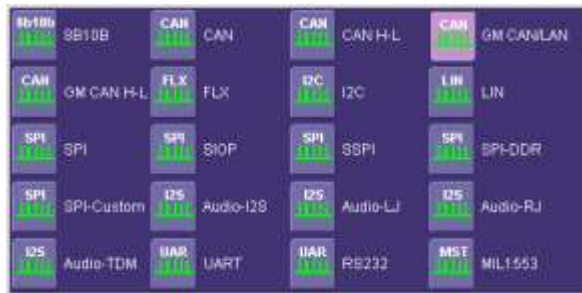 8b10b 8B10B CAN CAN CAN CAN H-L CAN GM CAN/LAN
CAN GM CAN H-L FLX FLX I2C I2C LIN LIN
SPI SPI SPI SIOP SPI SSPI SPI SPI-DDR
SPI SPI-Custom I2S Audio-I2S I2S Audio-LJ I2S Audio-RJ
I2S Audio-TDM UAR UART UAR RS232 MST MIL1553